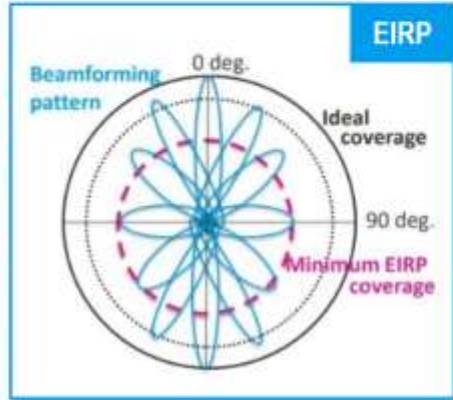 EIRP
Beamforming
pattern
0 deg.
Ideal
coverage
90 deg.
Minimum EIRP
coverage